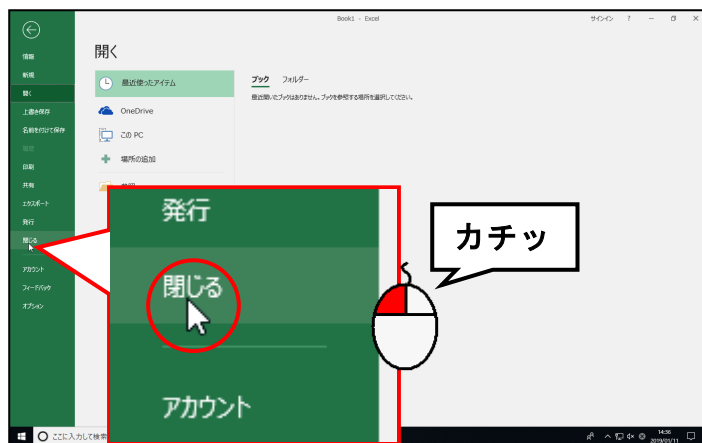 Book1 - Excel
サインイン ?
情報
新規
開く
上書き保存
名前を付けて保存
履歴
印刷
共有
エクスポート
発行
閉じる
アカウント
フィードバック
オプション
開く
最近使ったアイテム
OneDrive
この PC
場所の追加
ブック フォルダー
最近開いたブックはありません。ブックを参照する場所を選択してください。
発行
閉じる
アカウント
カチッ
ここに入力して検索
14:36
2019/01/11